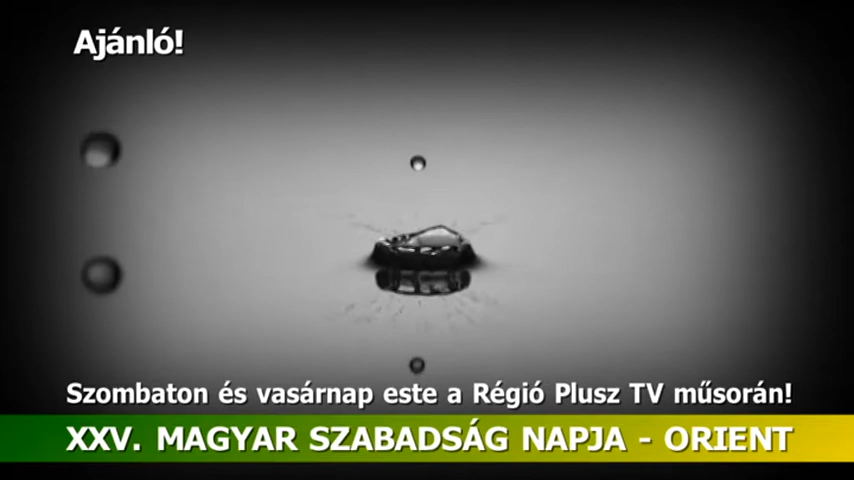 Ajánló!
Szombaton és vasárnap este a Régió Plusz TV műsorán!
XXV. MAGYAR SZABADSÁG NAPJA - ORIENT